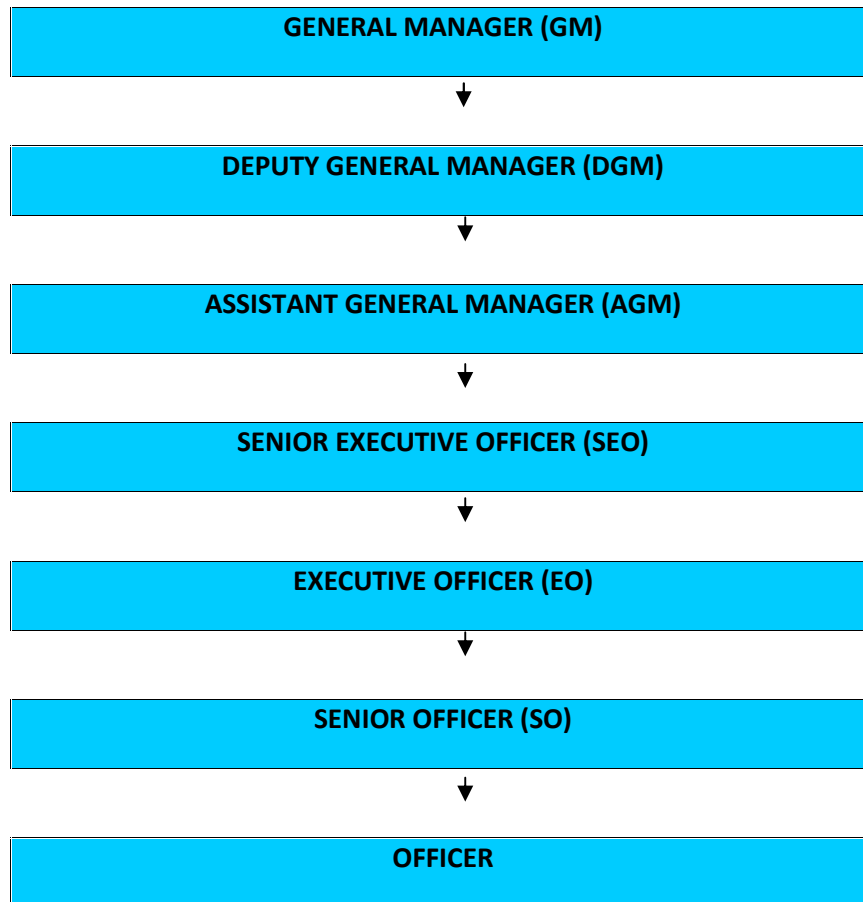 GENERAL MANAGER (GM)
DEPUTY GENERAL MANAGER (DGM)
ASSISTANT GENERAL MANAGER (AGM)
SENIOR EXECUTIVE OFFICER (SEO)
EXECUTIVE OFFICER (EO)
SENIOR OFFICER (SO)
OFFICER